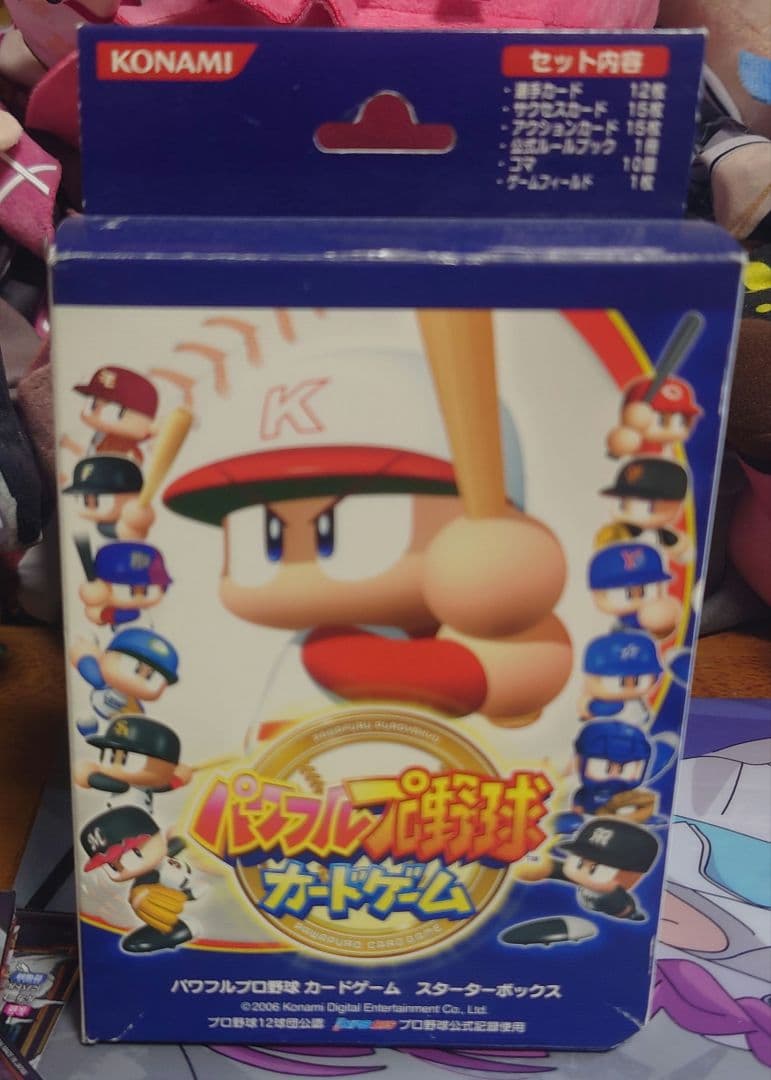 KONAMI
セット内容
・選手カード 12枚
・サクセスカード 15枚
・アクションカード 15枚
・公式ルールブック 1冊
・コマ 10個
・ゲームフィールド 1枚
K
PAWAFURU PUROYAKYU
パワフルプロ野球 TM
カードゲーム
PAWAPURO CARDGAME
パワフルプロ野球 カードゲーム スターターボックス
©2006 Konami Digital Entertainment Co., Ltd.
プロ野球12球団公認 プロ野球公式記録使用